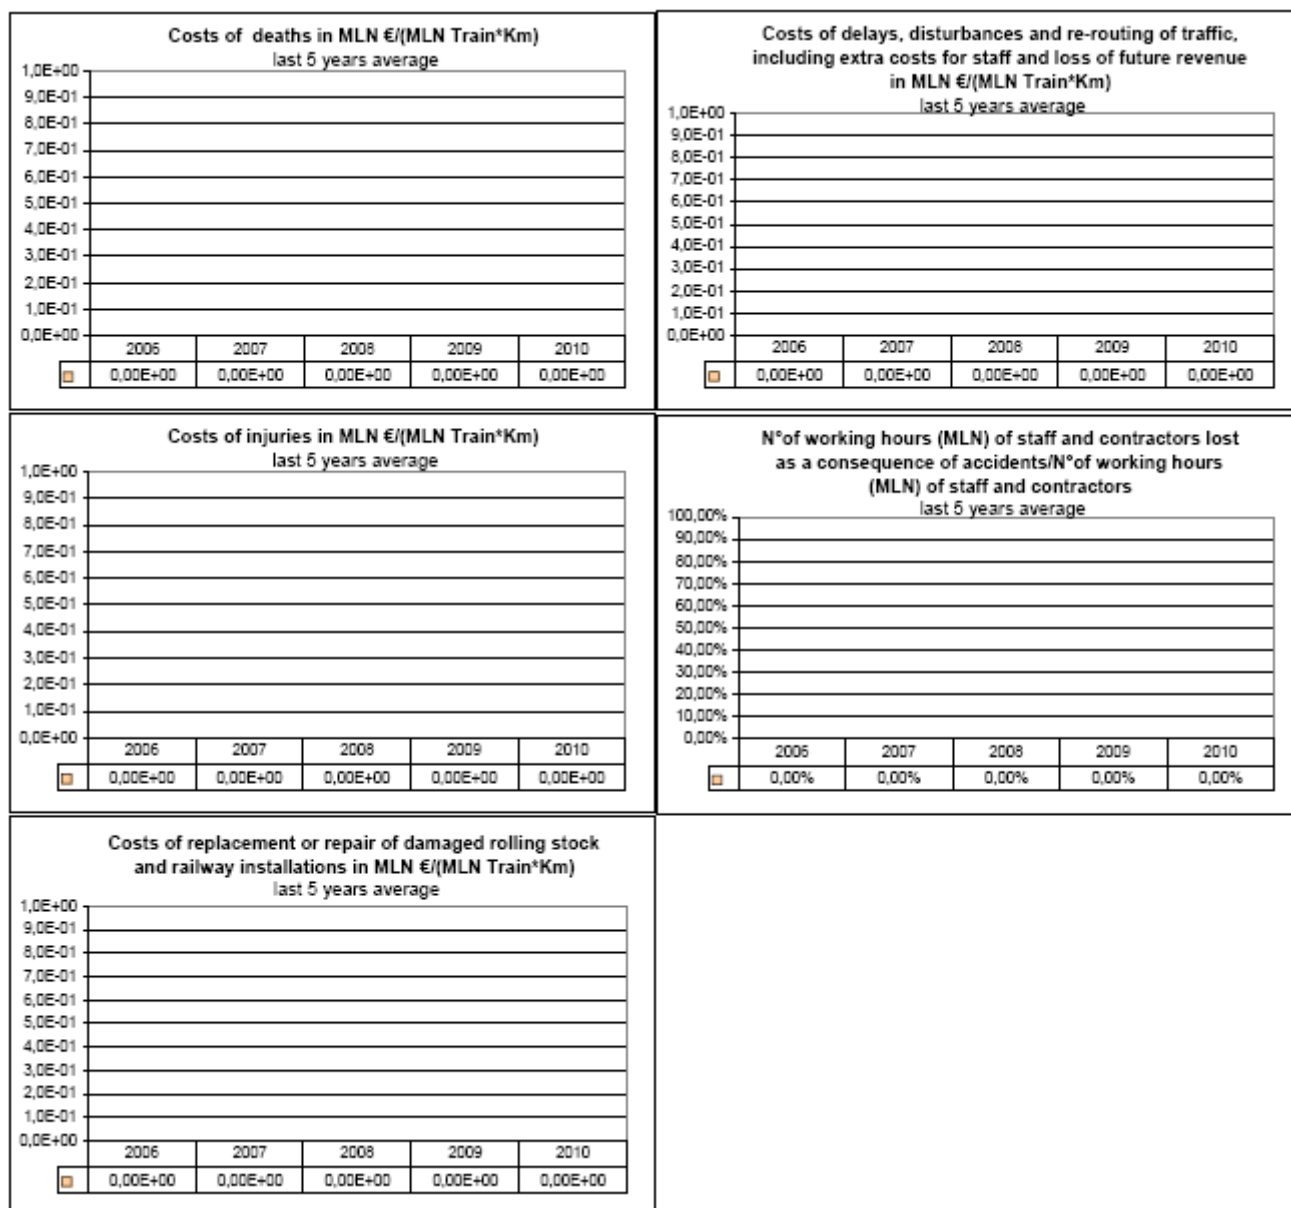 Costs of deaths in MLN €/(MLN Train*Km)
last 5 years average
1,0E+00
9,0E-01
8,0E-01
7,0E-01
6,0E-01
5,0E-01
4,0E-01
3,0E-01
2,0E-01
1,0E-01
0,0E+00
2006 2007 2008 2009 2010
0,00E+00 0,00E+00 0,00E+00 0,00E+00 0,00E+00
Costs of delays, disturbances and re-routing of traffic,
including extra costs for staff and loss of future revenue
in MLN €/(MLN Train*Km)
last 5 years average
1,0E+00
9,0E-01
8,0E-01
7,0E-01
6,0E-01
5,0E-01
4,0E-01
3,0E-01
2,0E-01
1,0E-01
0,0E+00
2006 2007 2008 2009 2010
0,00E+00 0,00E+00 0,00E+00 0,00E+00 0,00E+00
Costs of injuries in MLN €/(MLN Train*Km)
last 5 years average
1,0E+00
9,0E-01
8,0E-01
7,0E-01
6,0E-01
5,0E-01
4,0E-01
3,0E-01
2,0E-01
1,0E-01
0,0E+00
2006 2007 2008 2009 2010
0,00E+00 0,00E+00 0,00E+00 0,00E+00 0,00E+00
N°of working hours (MLN) of staff and contractors lost
as a consequence of accidents/N°of working hours
(MLN) of staff and contractors
last 5 years average
100,00%
90,00%
80,00%
70,00%
60,00%
50,00%
40,00%
30,00%
20,00%
10,00%
0,00%
2006 2007 2008 2009 2010
0,00% 0,00% 0,00% 0,00% 0,00%
Costs of replacement or repair of damaged rolling stock
and railway installations in MLN €/(MLN Train*Km)
last 5 years average
1,0E+00
9,0E-01
8,0E-01
7,0E-01
6,0E-01
5,0E-01
4,0E-01
3,0E-01
2,0E-01
1,0E-01
0,0E+00
2006 2007 2008 2009 2010
0,00E+00 0,00E+00 0,00E+00 0,00E+00 0,00E+00